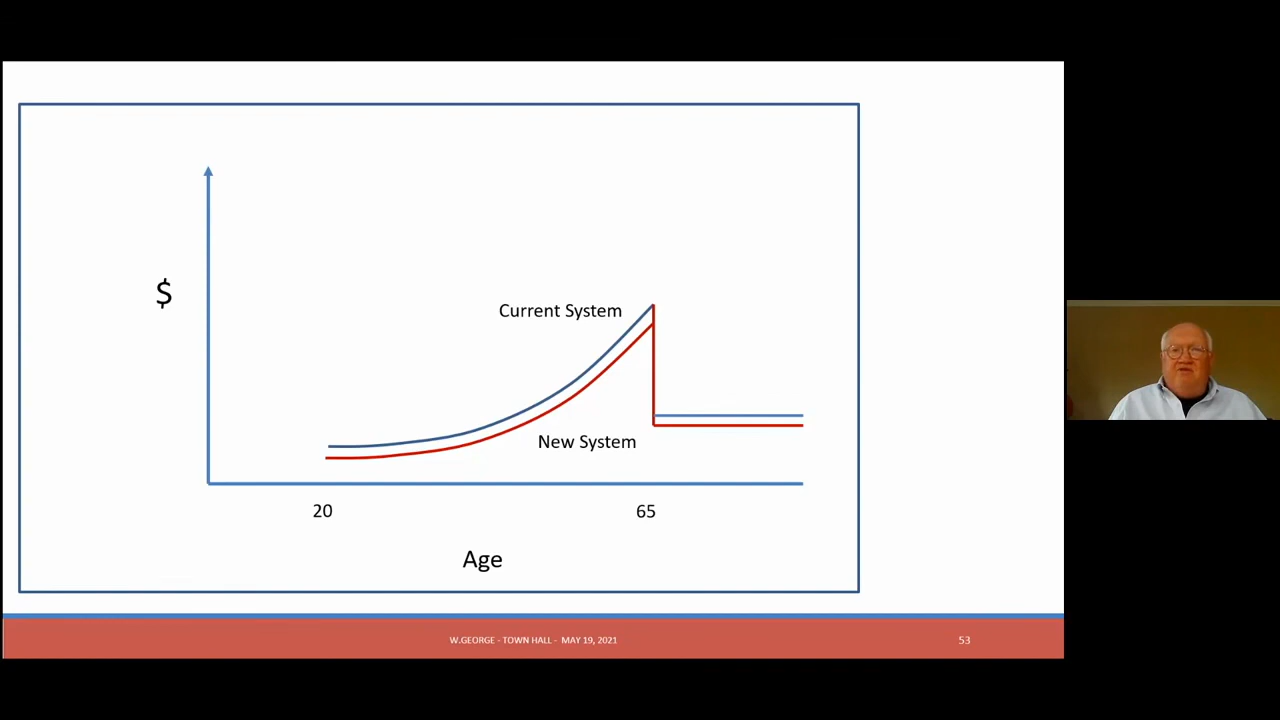 $
Current System
New System
20
65
Age
W.GEORGE - TOWN HALL - MAY 19, 2021
53